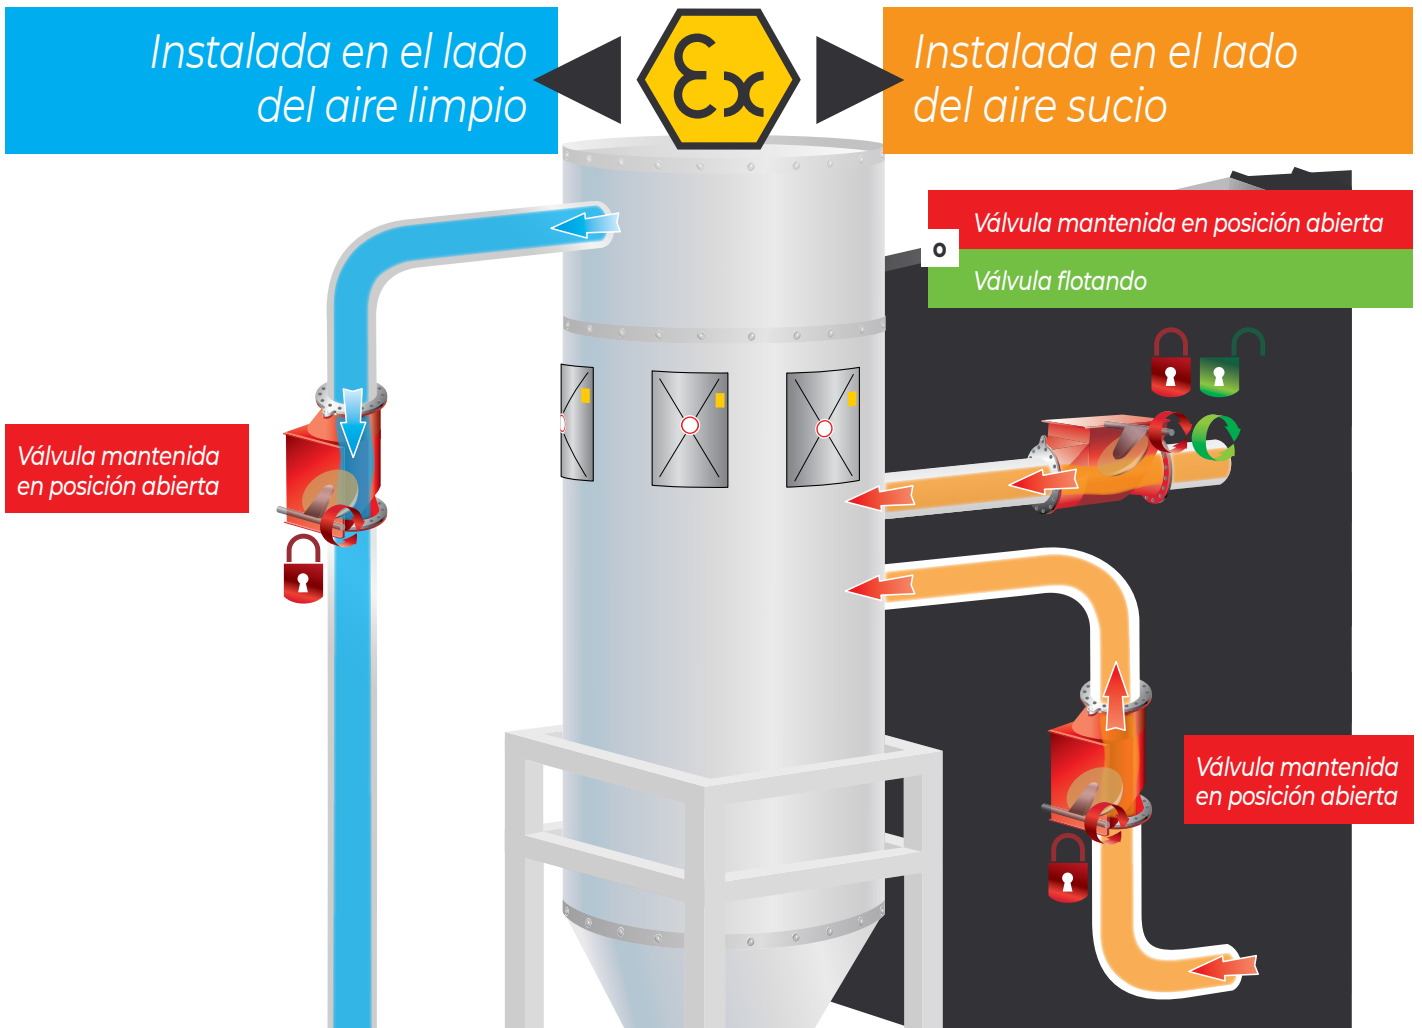 Instalada en el lado
del aire limpio
Ex
Instalada en el lado
del aire sucio
Válvula mantenida en posición abierta
o
Válvula flotando
Válvula mantenida
en posición abierta
Válvula mantenida
en posición abierta